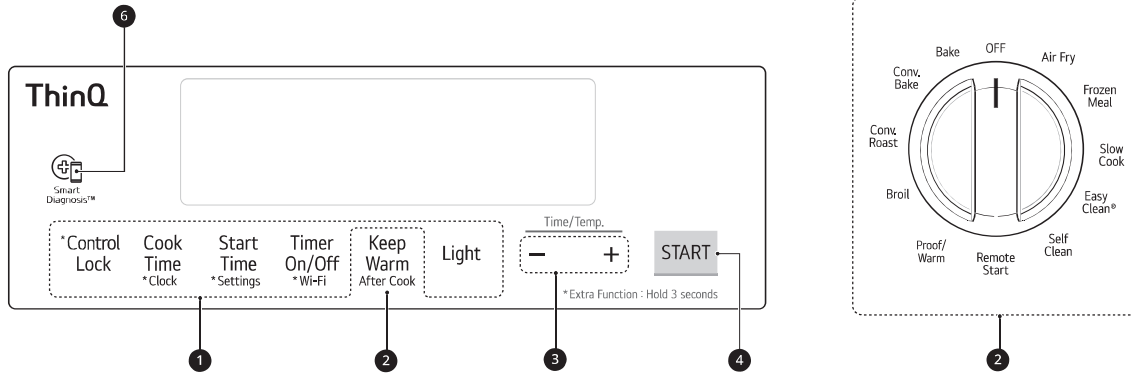 6
ThinQ
Smart
Diagnosis™
*Control
Lock
Cook
Time
*Clock
Start
Time
*Settings
Timer
On/Off
*Wi-Fi
Keep
Warm
After Cook
Light
Time/Temp.
−
+
START
*Extra Function : Hold 3 seconds
1
2
3
4
OFF
Air Fry
Frozen
Meal
Slow
Cook
Easy
Clean®
Self
Clean
Remote
Start
Proof/
Warm
Broil
Conv.
Roast
Conv.
Bake
Bake
2